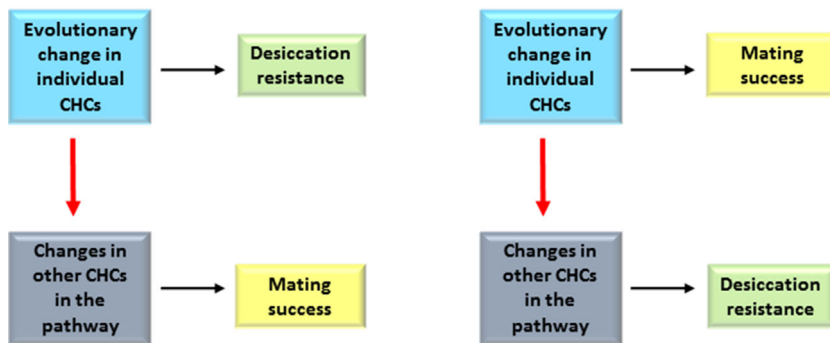 Evolutionary
change in
individual
CHCs
Desiccation
resistance
Changes in
other CHCs
in the
pathway
Mating
success
Evolutionary
change in
individual
CHCs
Mating
success
Changes in
other CHCs
in the
pathway
Desiccation
resistance